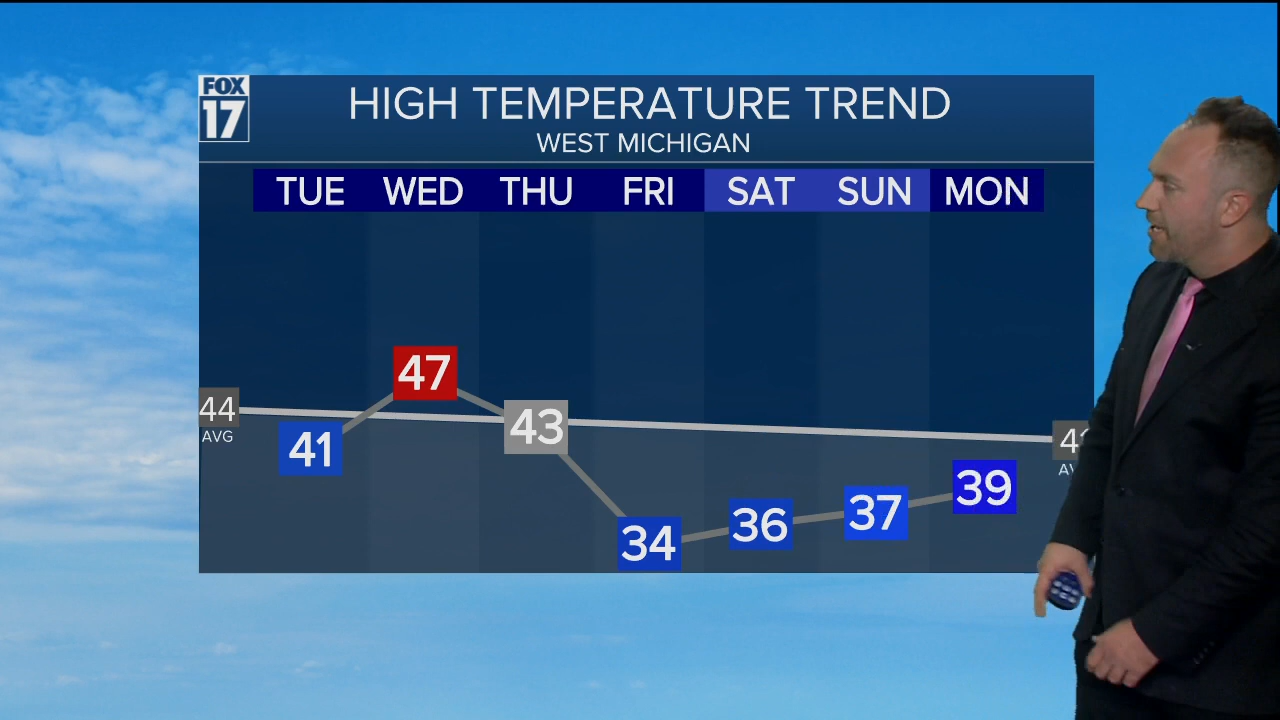 FOX
17
HIGH TEMPERATURE TREND
WEST MICHIGAN
TUE WED THU FRI SAT SUN MON
47
44
AVG
43
41
39
37
36
34